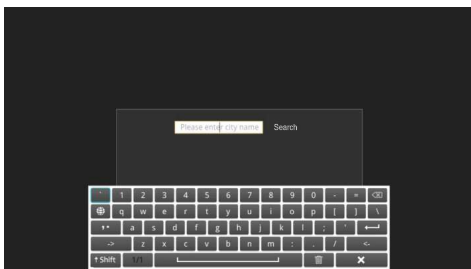 Please enter city name Search
` 1 2 3 4 5 6 7 8 9 0 - = 
q w e r t y u i o p [ ] \
a s d f g h j k l ; '
-> z x c v b n m : . / <-
↑ Shift 1/1